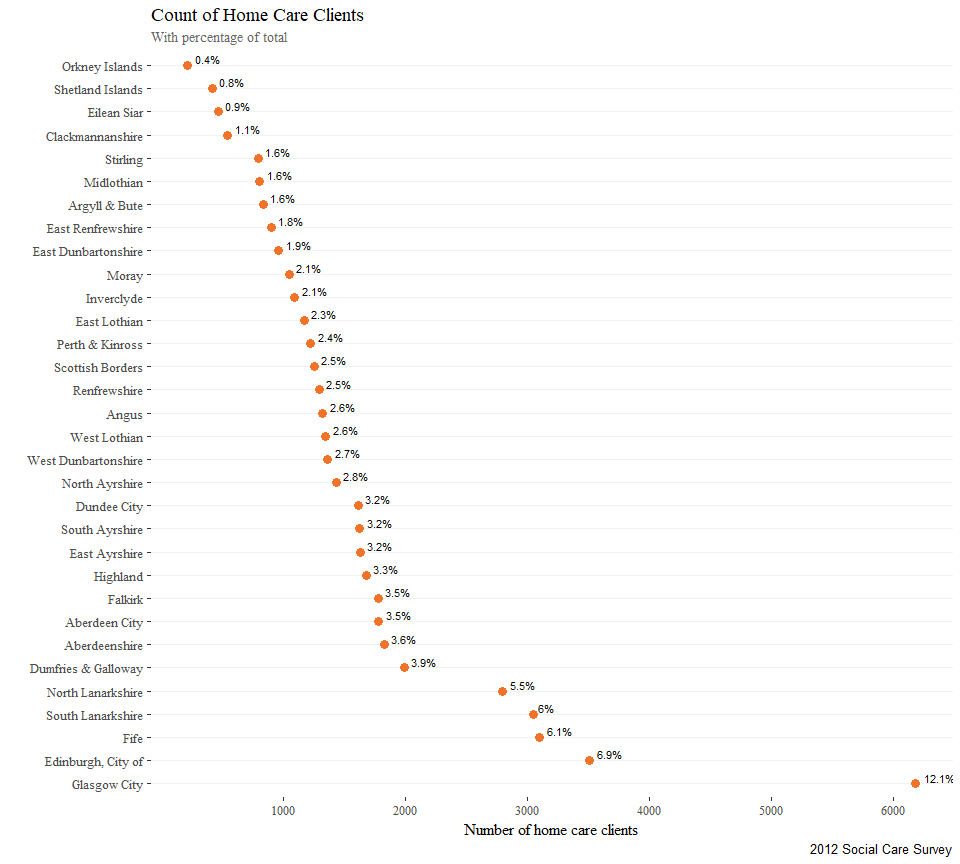 Count of Home Care Clients
With percentage of total
Orkney Islands 0.4%
Shetland Islands 0.8%
Eilean Siar 0.9%
Clackmannanshire 1.1%
Stirling 1.6%
Midlothian 1.6%
Argyll & Bute 1.6%
East Renfrewshire 1.8%
East Dunbartonshire 1.9%
Moray 2.1%
Inverclyde 2.1%
East Lothian 2.3%
Perth & Kinross 2.4%
Scottish Borders 2.5%
Renfrewshire 2.5%
Angus 2.6%
West Lothian 2.6%
West Dunbartonshire 2.7%
North Ayrshire 2.8%
Dundee City 3.2%
South Ayrshire 3.2%
East Ayrshire 3.2%
Highland 3.3%
Falkirk 3.5%
Aberdeen City 3.5%
Aberdeenshire 3.6%
Dumfries & Galloway 3.9%
North Lanarkshire 5.5%
South Lanarkshire 6%
Fife 6.1%
Edinburgh, City of 6.9%
Glasgow City 12.1%
1000 2000 3000 4000 5000 6000
Number of home care clients
2012 Social Care Survey